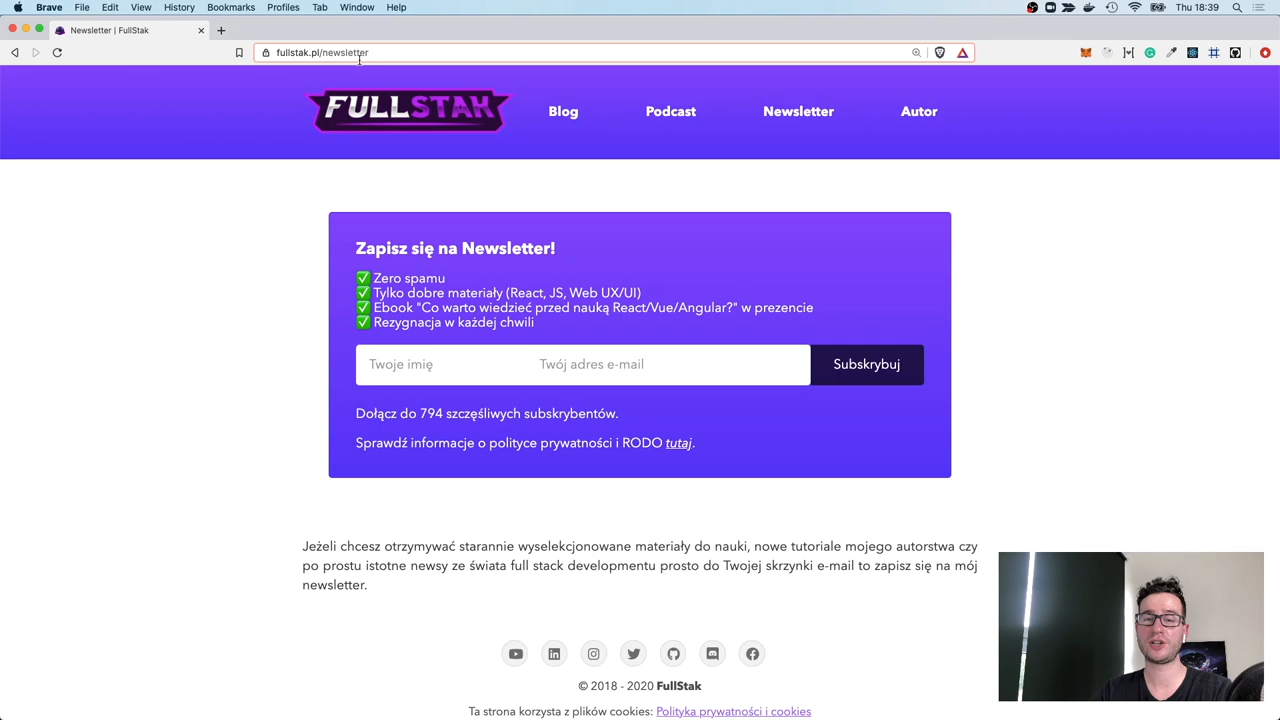 Brave File Edit View History Bookmarks Profiles Tab Window Help Thu 18:39
Newsletter | FullStak
fullstak.pl/newsletter
FULLSTAK
Blog Podcast Newsletter Autor
Zapisz się na Newsletter!
✅ Zero spamu
✅ Tylko dobre materiały (React, JS, Web UX/UI)
✅ Ebook "Co warto wiedzieć przed nauką React/Vue/Angular?" w prezencie
✅ Rezygnacja w każdej chwili
Twoje imię Twój adres e-mail Subskrybuj
Dołącz do 794 szczęśliwych subskrybentów.
Sprawdź informacje o polityce prywatności i RODO tutaj.
Jeżeli chcesz otrzymywać starannie wyselekcjonowane materiały do nauki, nowe tutoriale mojego autorstwa czy
po prostu istotne newsy ze świata full stack developmentu prosto do Twojej skrzynki e-mail to zapisz się na mój
newsletter.
© 2018 - 2020 FullStak
Ta strona korzysta z plików cookies: Polityka prywatności i cookies